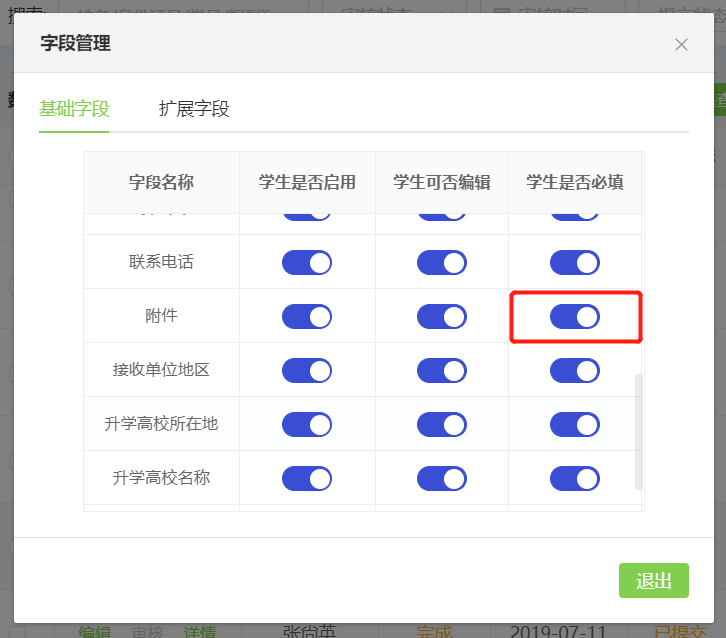 搜索:
字段管理
基础字段 扩展字段
字段名称 学生是否启用 学生可否编辑 学生是否必填
联系电话
附件
接收单位地区
升学高校所在地
升学高校名称
退出
编辑 审核 详情 张尚英 完成 2019-07-11 已提交